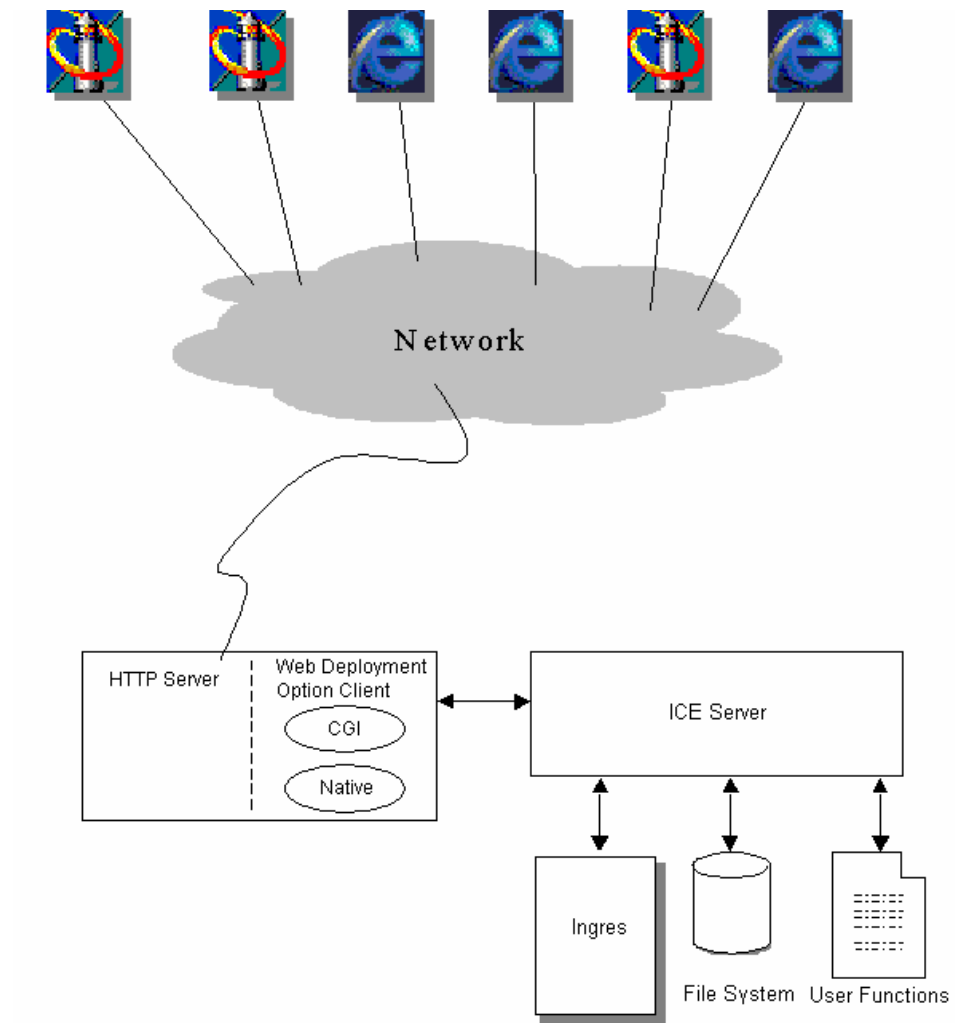 Network
HTTP Server
Web Deployment
Option Client
CGI
Native
ICE Server
Ingres
File System
User Functions